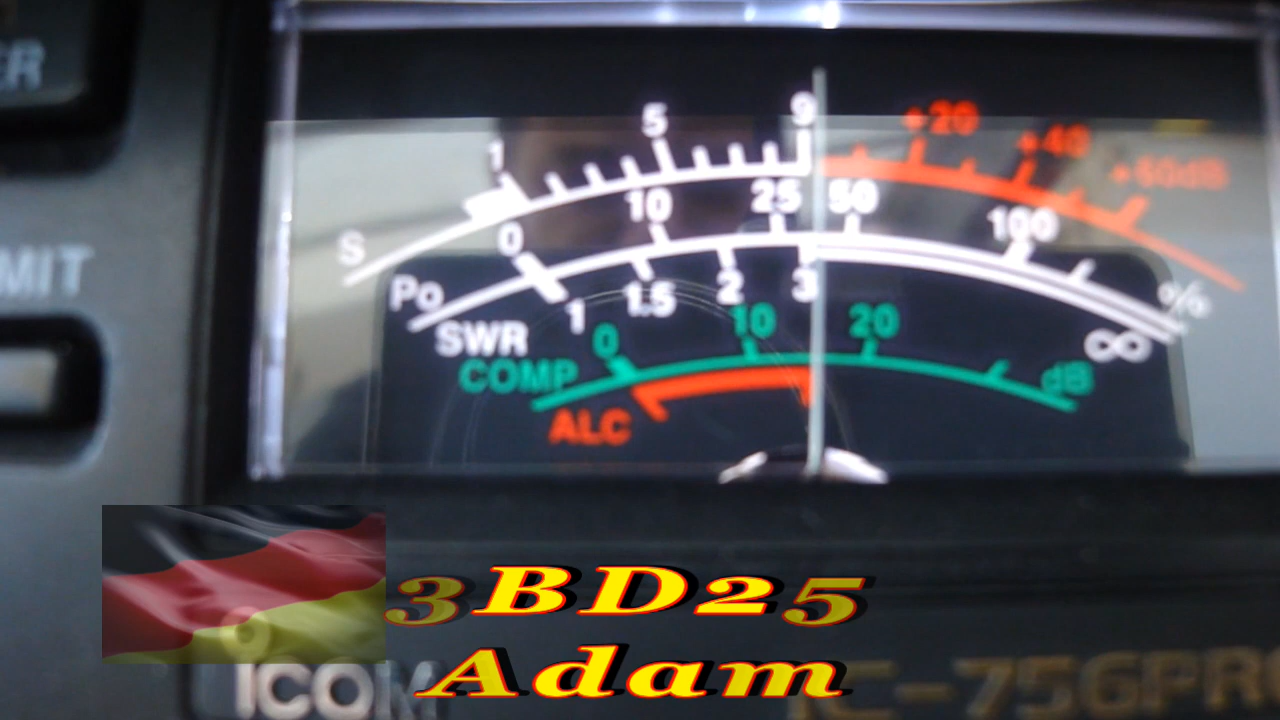 ER
MIT
1 5 9 +20 +40 +60dB
S 0 10 25 50 100 %
Po
SWR 1 1.5 2 3 ∞
COMP 0 10 20 dB
ALC
3BD25
Adam
ICOM IC-756PRO